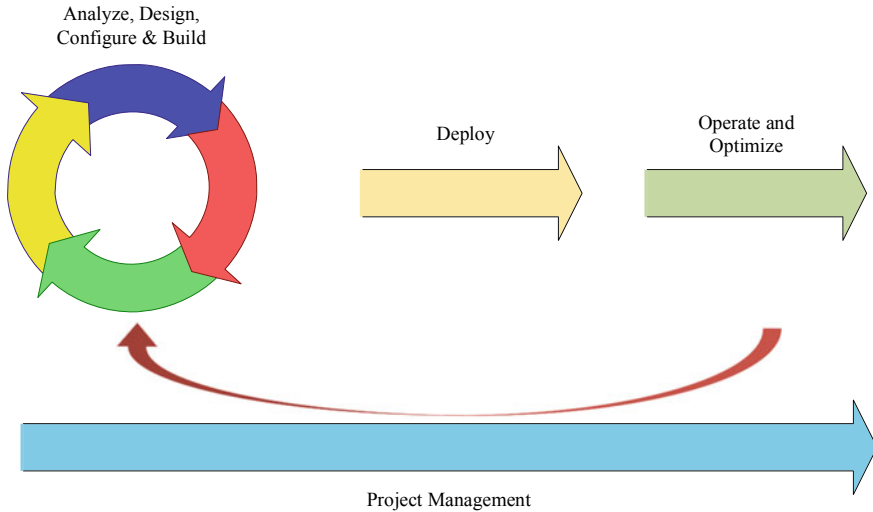 Analyze, Design,
Configure & Build
Deploy
Operate and
Optimize
Project Management